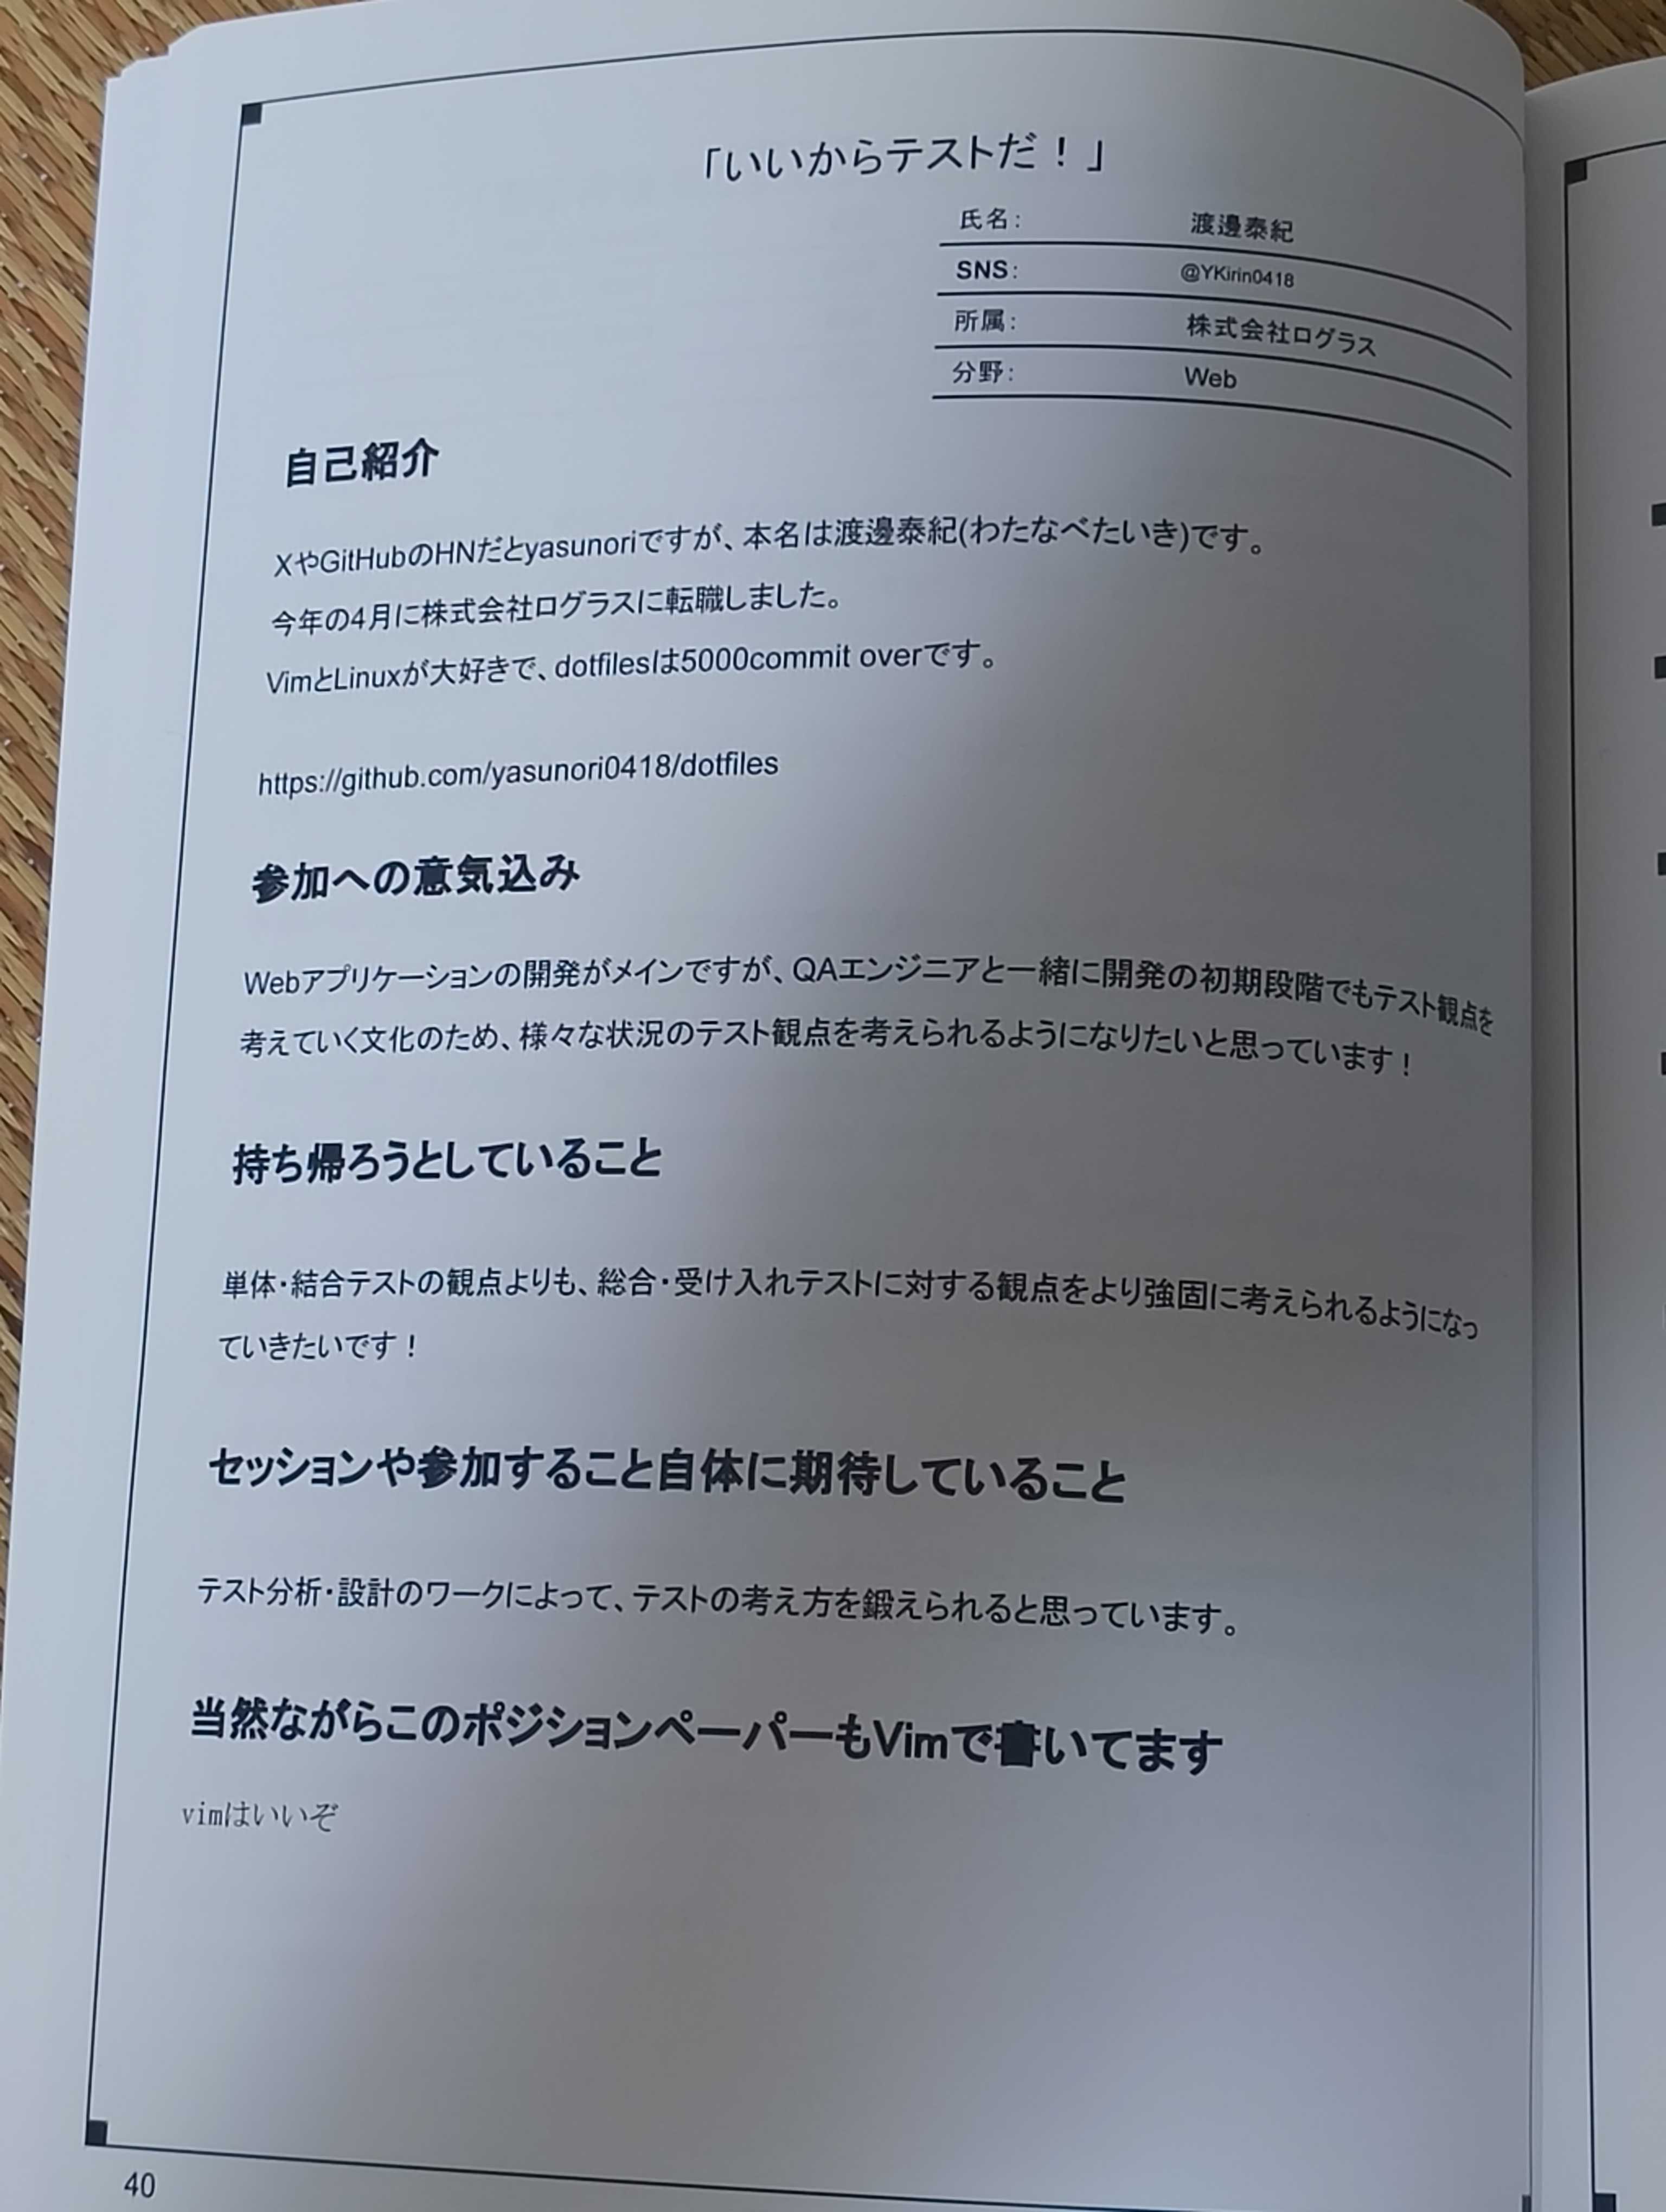 「いいからテストだ！」
氏名： 渡邊泰紀
SNS： @YKirin0418
所属： 株式会社ログラス
分野： Web
自己紹介
XやGitHubのHNだとyasunoriですが、本名は渡邊泰紀(わたなべたいき)です。
今年の4月に株式会社ログラスに転職しました。
VimとLinuxが大好きで、dotfilesは5000commit overです。
https://github.com/yasunori0418/dotfiles
参加への意気込み
Webアプリケーションの開発がメインですが、QAエンジニアと一緒に開発の初期段階でもテスト観点を
考えていく文化のため、様々な状況のテスト観点を考えられるようになりたいと思っています！
持ち帰ろうとしていること
単体・結合テストの観点よりも、総合・受け入れテストに対する観点をより強固に考えられるようになっ
ていきたいです！
セッションや参加すること自体に期待していること
テスト分析・設計のワークによって、テストの考え方を鍛えられると思っています。
当然ながらこのポジションペーパーもVimで書いてます
vimはいいぞ
40